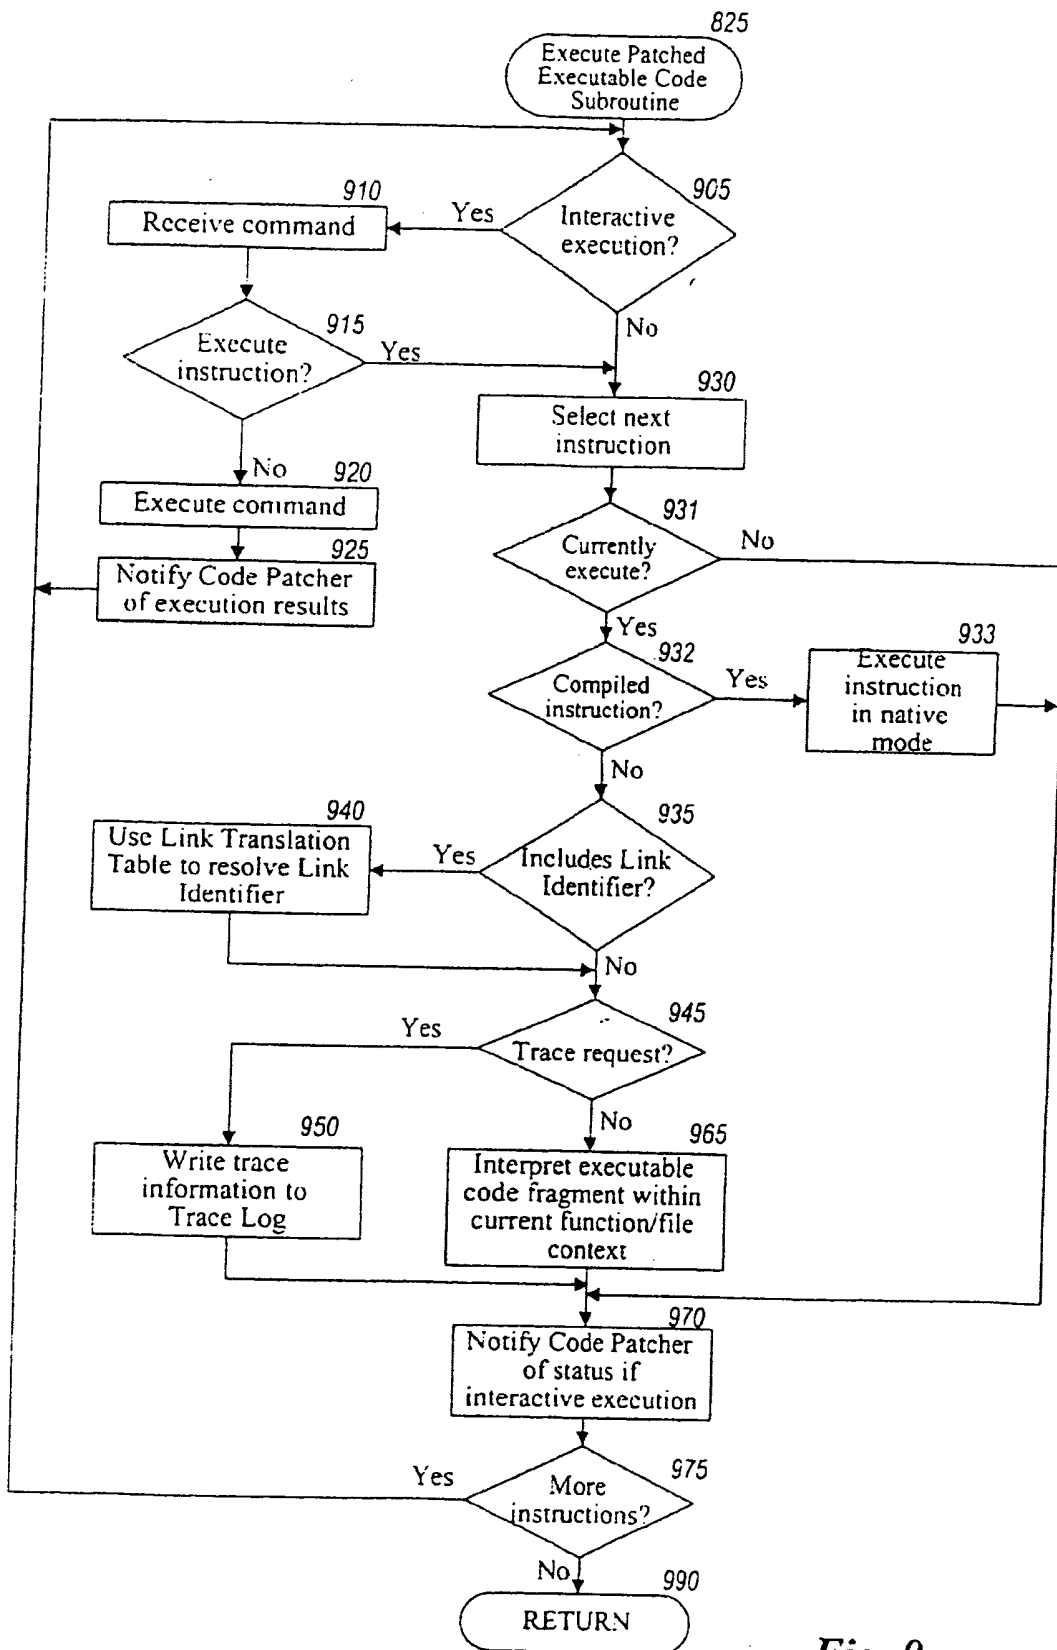 825
Execute Patched
Executable Code
Subroutine
905
Interactive
execution?
Yes
No
910
Receive command
915
Execute
instruction?
Yes
No
920
Execute command
925
Notify Code Patcher
of execution results
930
Select next
instruction
931
Currently
execute?
No
Yes
932
Compiled
instruction?
Yes
No
933
Execute
instruction
in native
mode
935
Includes Link
Identifier?
Yes
No
940
Use Link Translation
Table to resolve Link
Identifier
945
Trace request?
Yes
No
950
Write trace
information to
Trace Log
965
Interpret executable
code fragment within
current function/file
context
970
Notify Code Patcher
of status if
interactive execution
975
More
instructions?
Yes
No
990
RETURN